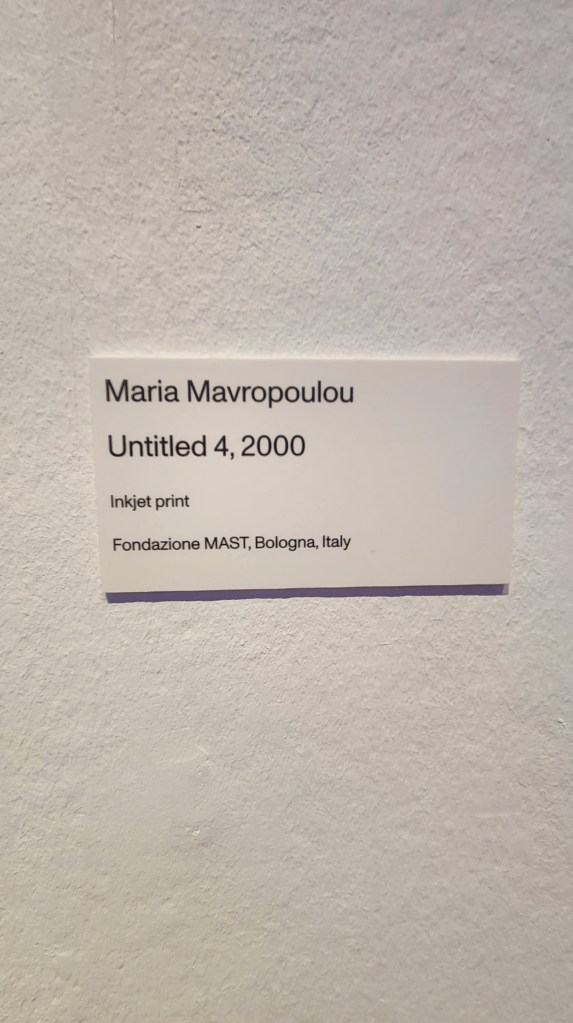 Maria Mavropoulou
Untitled 4, 2000
Inkjet print
Fondazione MAST, Bologna, Italy